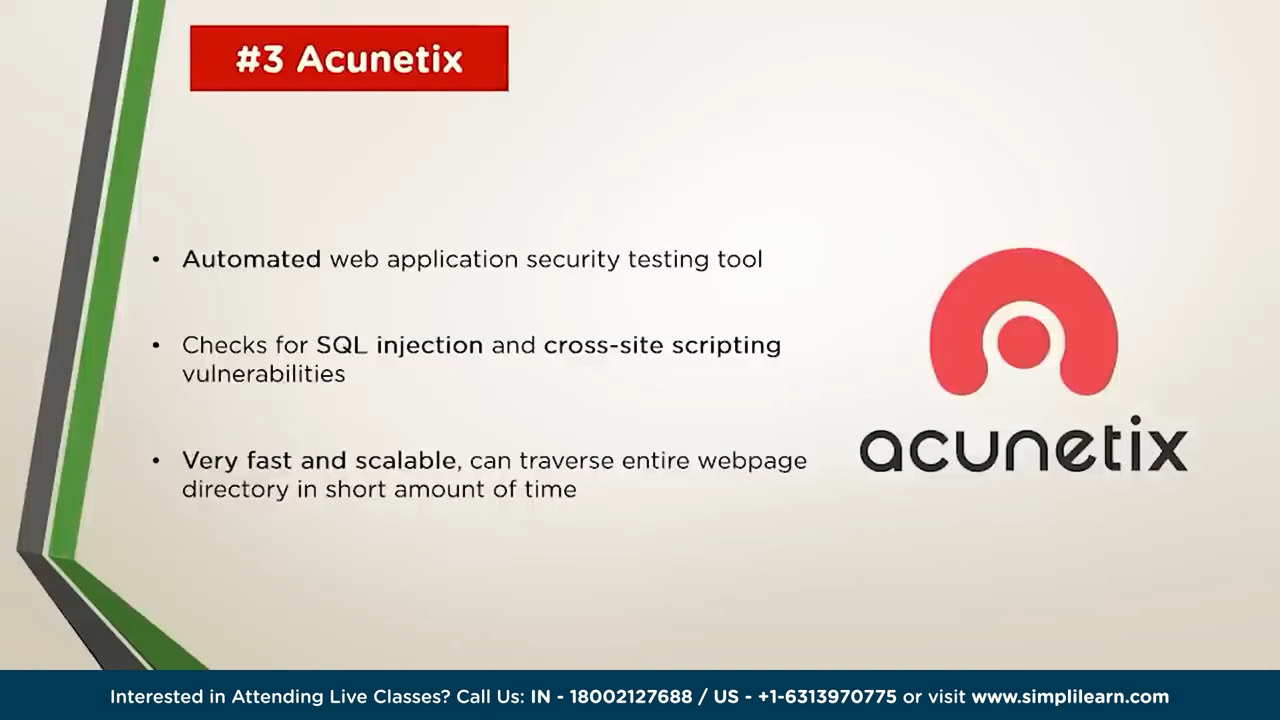 #3 Acunetix
• Automated web application security testing tool
• Checks for SQL injection and cross-site scripting
vulnerabilities
• Very fast and scalable, can traverse entire webpage
directory in short amount of time
acunetix
Interested in Attending Live Classes? Call Us: IN - 18002127688 / US - +1-6313970775 or visit www.simplilearn.com